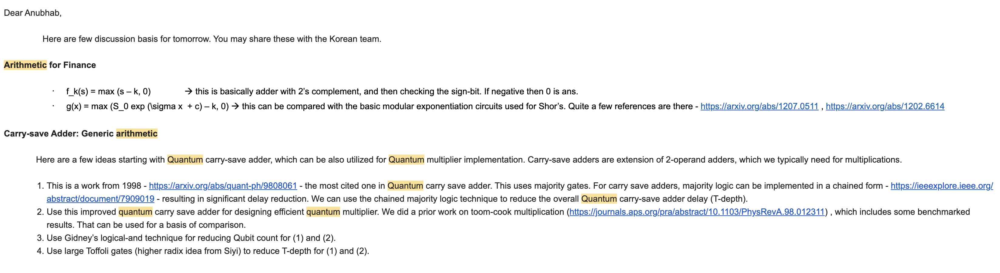 Dear Anubhab,
Here are few discussion basis for tomorrow. You may share these with the Korean team.
Arithmetic for Finance
· f_k(s) = max (s – k, 0) → this is basically adder with 2’s complement, and then checking the sign-bit. If negative then 0 is ans.
· g(x) = max (S_0 exp (\sigma x + c) – k, 0) → this can be compared with the basic modular exponentiation circuits used for Shor’s. Quite a few references are there - https://arxiv.org/abs/1207.0511 , https://arxiv.org/abs/1202.6614
Carry-save Adder: Generic arithmetic
Here are a few ideas starting with Quantum carry-save adder, which can be also utilized for Quantum multiplier implementation. Carry-save adders are extension of 2-operand adders, which we typically need for multiplications.
1. This is a work from 1998 - https://arxiv.org/abs/quant-ph/9808061 - the most cited one in Quantum carry save adder. This uses majority gates. For carry save adders, majority logic can be implemented in a chained form - https://ieeexplore.ieee.org/
abstract/document/7909019 - resulting in significant delay reduction. We can use the chained majority logic technique to reduce the overall Quantum carry-save adder delay (T-depth).
2. Use this improved quantum carry save adder for designing efficient quantum multiplier. We did a prior work on toom-cook multiplication (https://journals.aps.org/pra/abstract/10.1103/PhysRevA.98.012311) , which includes some benchmarked
results. That can be used for a basis of comparison.
3. Use Gidney’s logical-and technique for reducing Qubit count for (1) and (2).
4. Use large Toffoli gates (higher radix idea from Siyi) to reduce T-depth for (1) and (2).